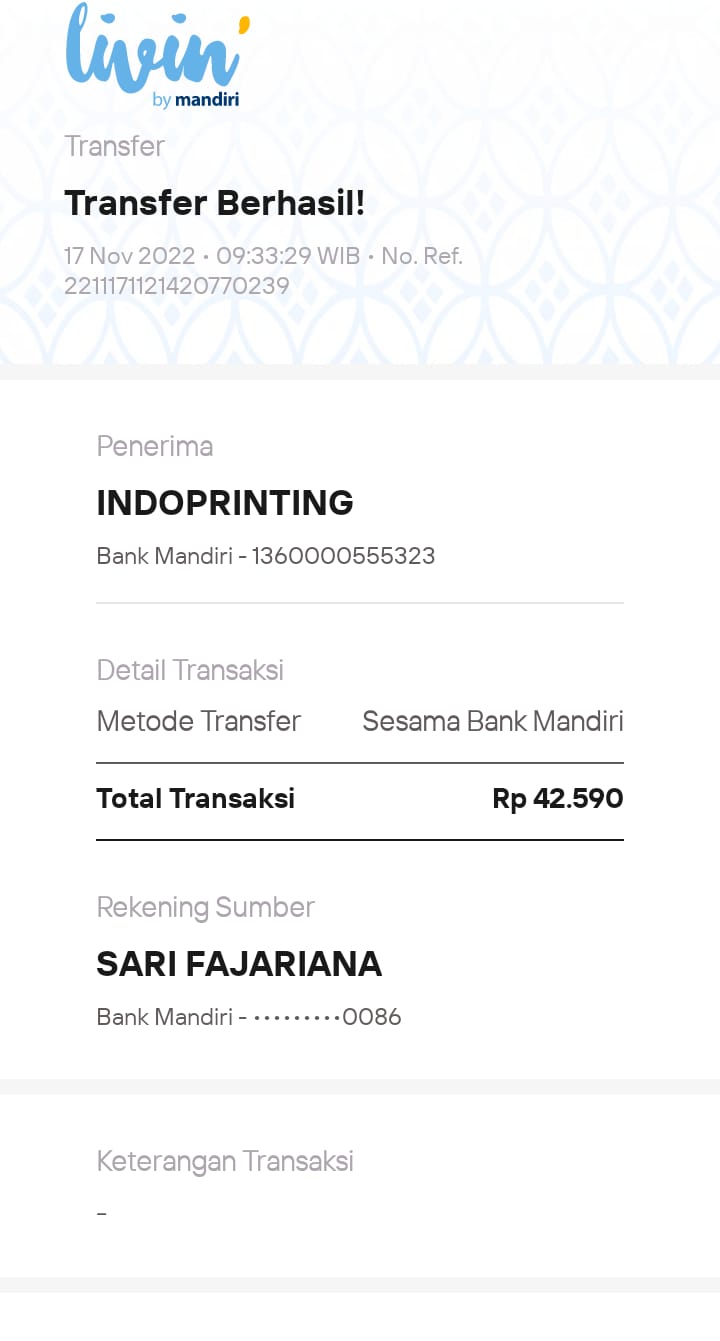 livin'
by mandiri
Transfer
Transfer Berhasil!
17 Nov 2022 • 09:33:29 WIB • No. Ref.
2211171121420770239
Penerima
INDOPRINTING
Bank Mandiri - 1360000555323
Detail Transaksi
Metode Transfer Sesama Bank Mandiri
Total Transaksi Rp 42.590
Rekening Sumber
SARI FAJARIANA
Bank Mandiri - •••••••••0086
Keterangan Transaksi
-